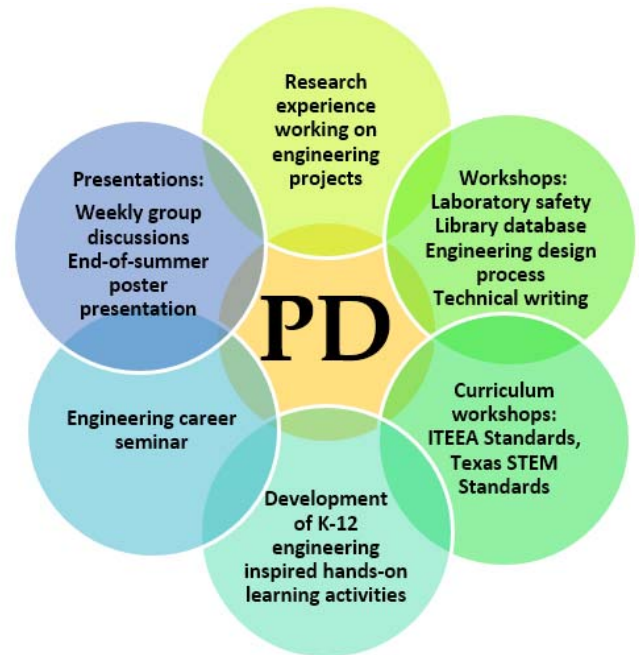 Research
experience
working on
engineering
projects
Workshops:
Laboratory safety
Library database
Engineering design
process
Technical writing
Curriculum
workshops:
ITEEA Standards,
Texas STEM
Standards
Development
of K-12
engineering
inspired hands-on
learning activities
Engineering career
seminar
Presentations:
Weekly group
discussions
End-of-summer
poster
presentation
PD